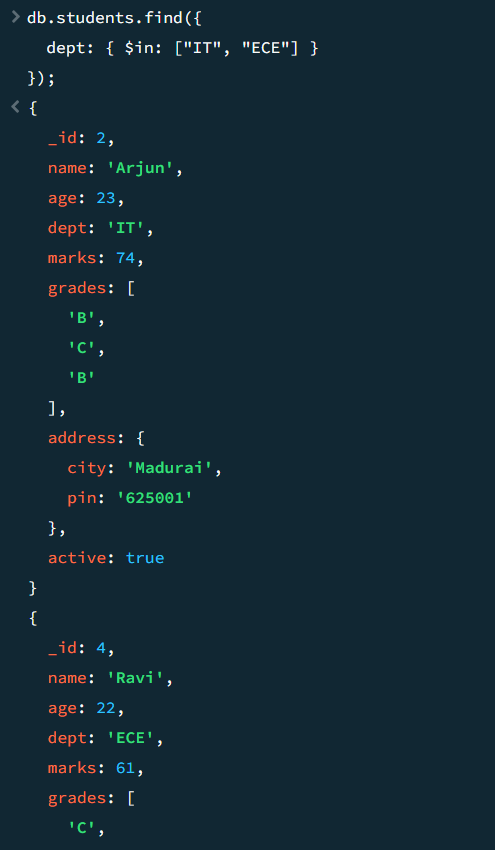 > db.students.find({
dept: { $in: ["IT", "ECE"] }
});
< {
_id: 2,
name: 'Arjun',
age: 23,
dept: 'IT',
marks: 74,
grades: [
'B',
'C',
'B'
],
address: {
city: 'Madurai',
pin: '625001'
},
active: true
}
{
_id: 4,
name: 'Ravi',
age: 22,
dept: 'ECE',
marks: 61,
grades: [
'C',